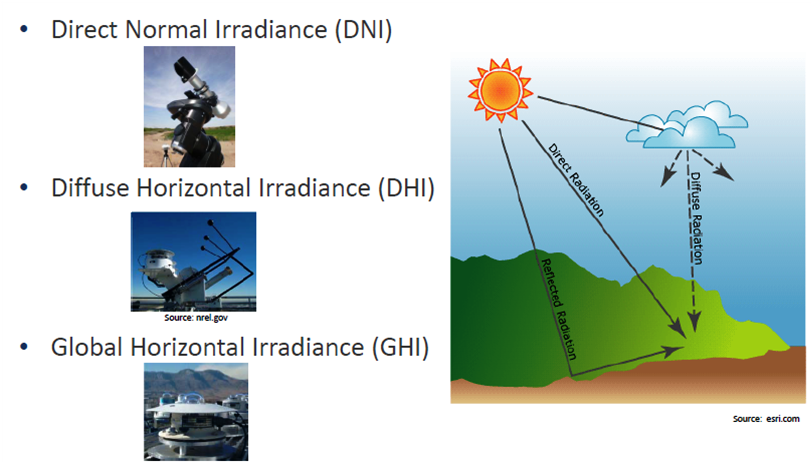 • Direct Normal Irradiance (DNI)
• Diffuse Horizontal Irradiance (DHI)
Source: nrel.gov
• Global Horizontal Irradiance (GHI)
Direct Radiation
Diffuse Radiation
Reflected Radiation
Source: esri.com